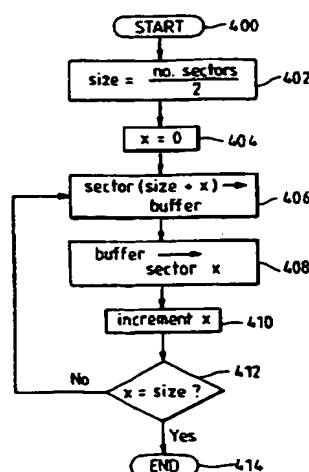 START 400
size = no. sectors
2
402
x = 0 404
sector (size + x) →
buffer
406
buffer →
sector x
408
increment x 410
412
x = size ?
No
Yes
END 414